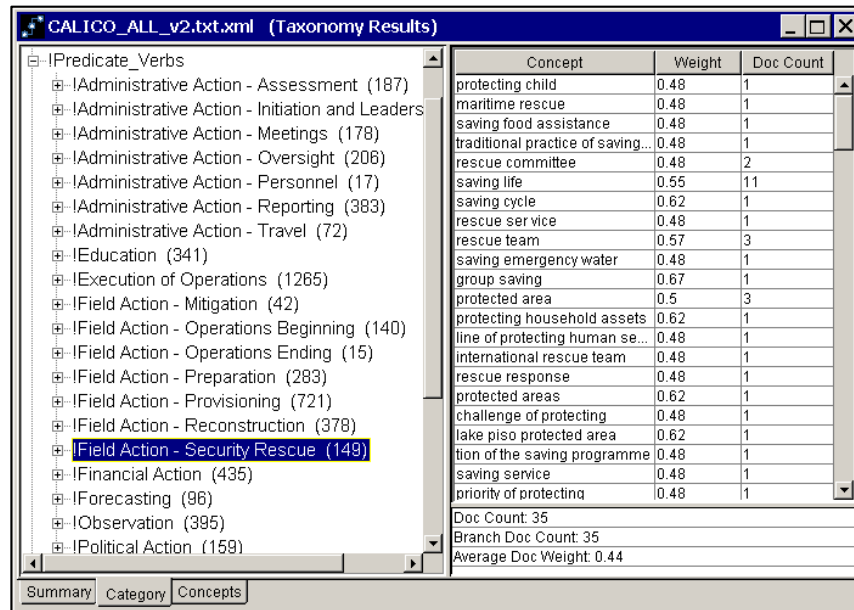 CALICO_ALL_v2.txt.xml (Taxonomy Results)
!Predicate_Verbs
!Administrative Action - Assessment (187)
!Administrative Action - Initiation and Leaders
!Administrative Action - Meetings (178)
!Administrative Action - Oversight (206)
!Administrative Action - Personnel (17)
!Administrative Action - Reporting (383)
!Administrative Action - Travel (72)
!Education (341)
!Execution of Operations (1265)
!Field Action - Mitigation (42)
!Field Action - Operations Beginning (140)
!Field Action - Operations Ending (15)
!Field Action - Preparation (283)
!Field Action - Provisioning (721)
!Field Action - Reconstruction (378)
!Field Action - Security Rescue (149)
!Financial Action (435)
!Forecasting (96)
!Observation (395)
!Political Action (159)
Concept Weight Doc Count
protecting child 0.48 1
maritime rescue 0.48 1
saving food assistance 0.48 1
traditional practice of saving... 0.48 1
rescue committee 0.48 2
saving life 0.55 11
saving cycle 0.62 1
rescue ser vice 0.48 1
rescue team 0.57 3
saving emergency water 0.48 1
group saving 0.67 1
protected area 0.5 3
protecting household assets 0.62 1
line of protecting human se... 0.48 1
international rescue team 0.48 1
rescue response 0.48 1
protected areas 0.62 1
challenge of protecting 0.48 1
lake piso protected area 0.62 1
tion of the saving programme 0.48 1
saving service 0.48 1
priority of protecting 0.48 1
Doc Count: 35
Branch Doc Count: 35
Average Doc Weight: 0.44
Summary Category Concepts